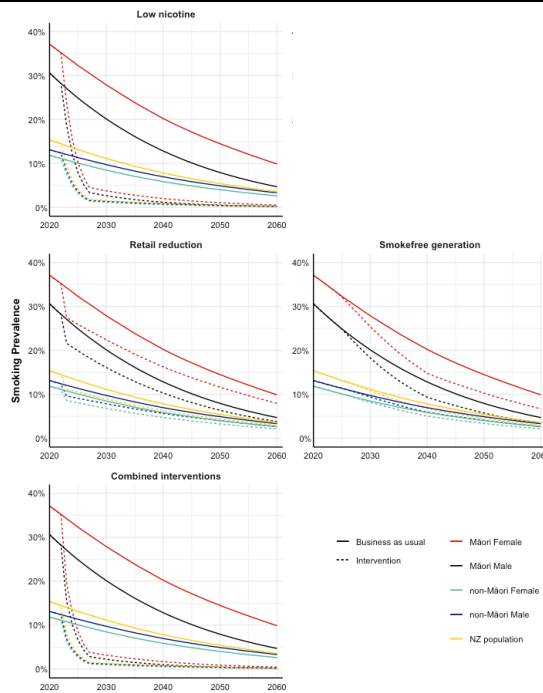 Low nicotine
40%
30%
20%
10%
0%
2020 2030 2040 2050 2060
Retail reduction
40%
30%
20%
10%
0%
2020 2030 2040 2050 2060
Smokefree generation
40%
30%
20%
10%
0%
2020 2030 2040 2050
Smoking Prevalence
Combined interventions
40%
30%
20%
10%
0%
2020 2030 2040 2050 2060
Business as usual
Intervention
Māori Female
Māori Male
non-Māori Female
non-Māori Male
NZ population